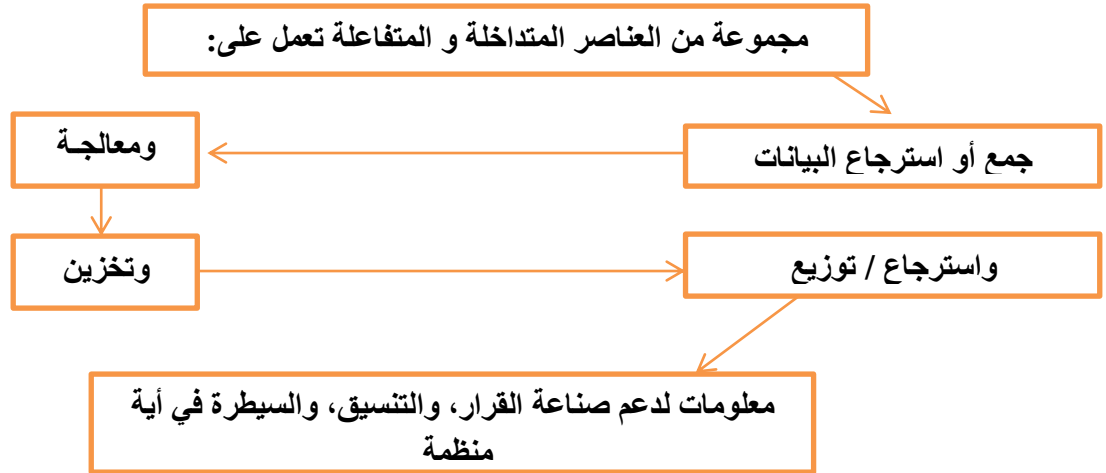 مجموعة من العناصر المتداخلة و المتفاعلة تعمل على:
جمع أو استرجاع البيانات
ومعالجـة
وتخزين
واسترجاع / توزيع
معلومات لدعم صناعة القرار، والتنسيق، والسيطرة في أية
منظمة